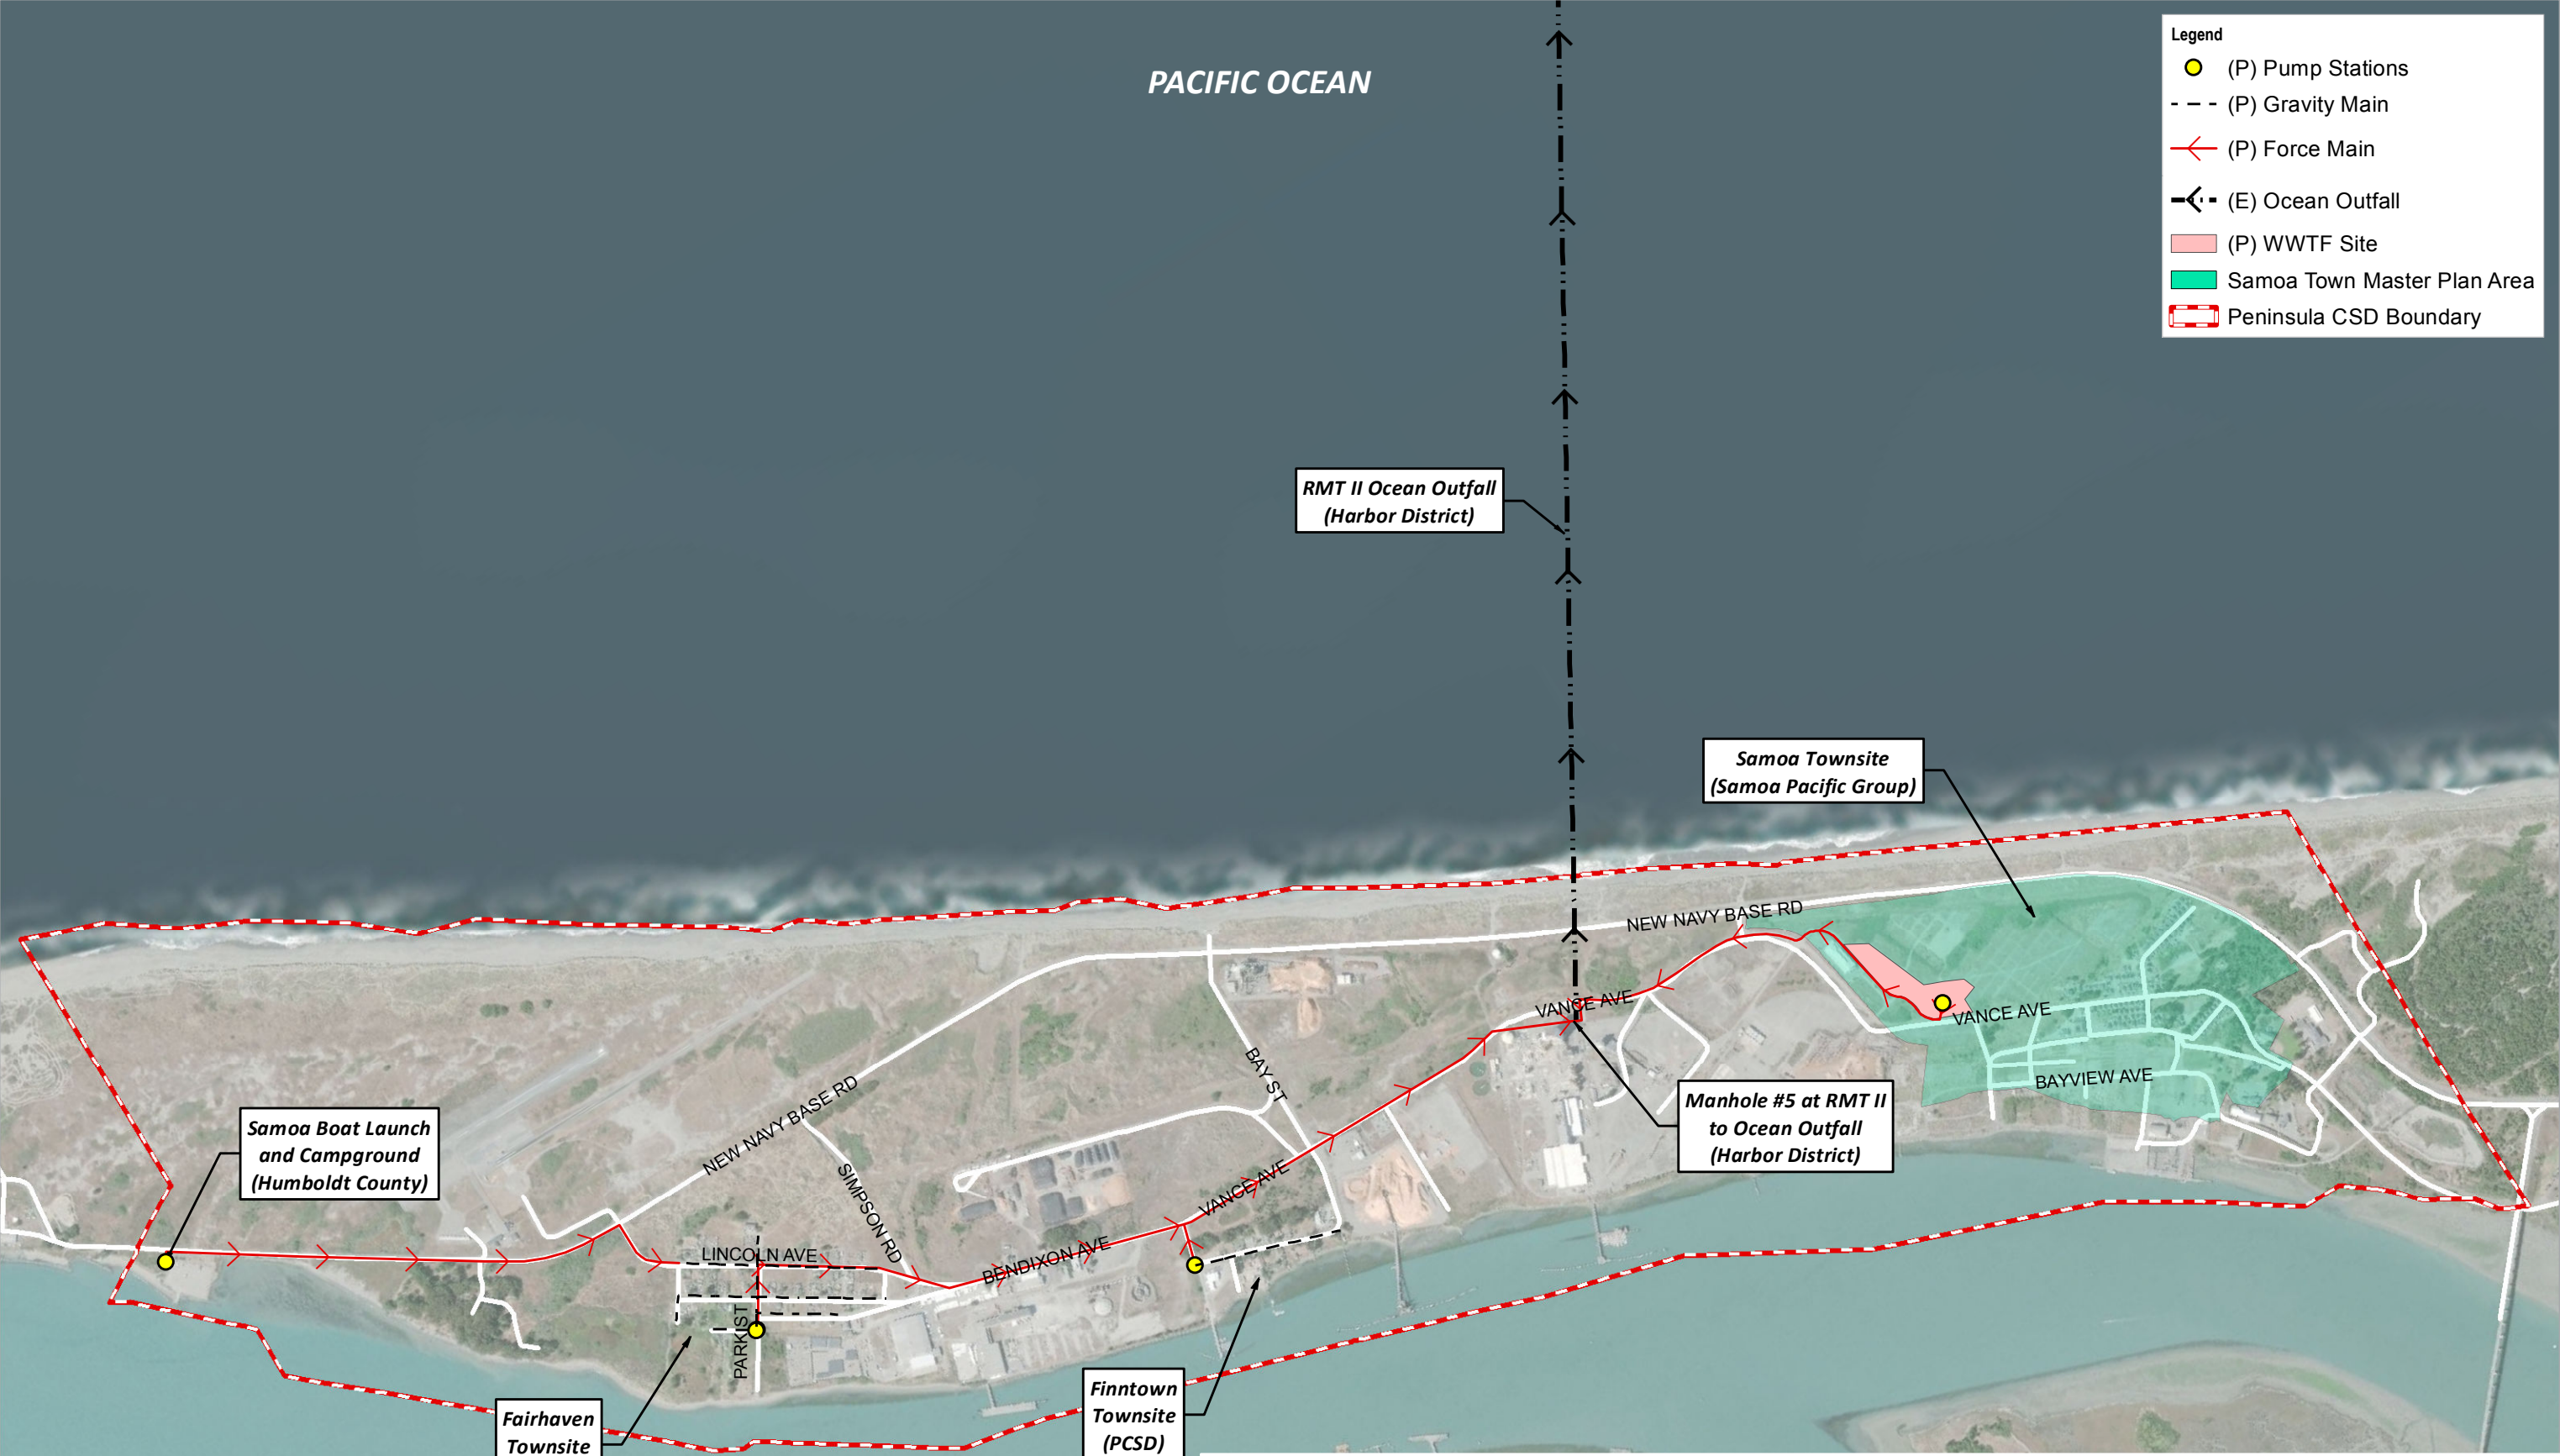 PACIFIC OCEAN
Legend
(P) Pump Stations
(P) Gravity Main
(P) Force Main
(E) Ocean Outfall
(P) WWTF Site
Samoa Town Master Plan Area
Peninsula CSD Boundary
RMT II Ocean Outfall
(Harbor District)
Samoa Townsite
(Samoa Pacific Group)
NEW NAVY BASE RD
VANCE AVE
VANCE AVE
BAYVIEW AVE
BAY ST
NEW NAVY BASE RD
Manhole #5 at RMT II
to Ocean Outfall
(Harbor District)
Samoa Boat Launch
and Campground
(Humboldt County)
SIMPSON RD
VANCE AVE
LINCOLN AVE
BENDIXON AVE
PARK ST
Finntown
Townsite
(PCSD)
Fairhaven
Townsite